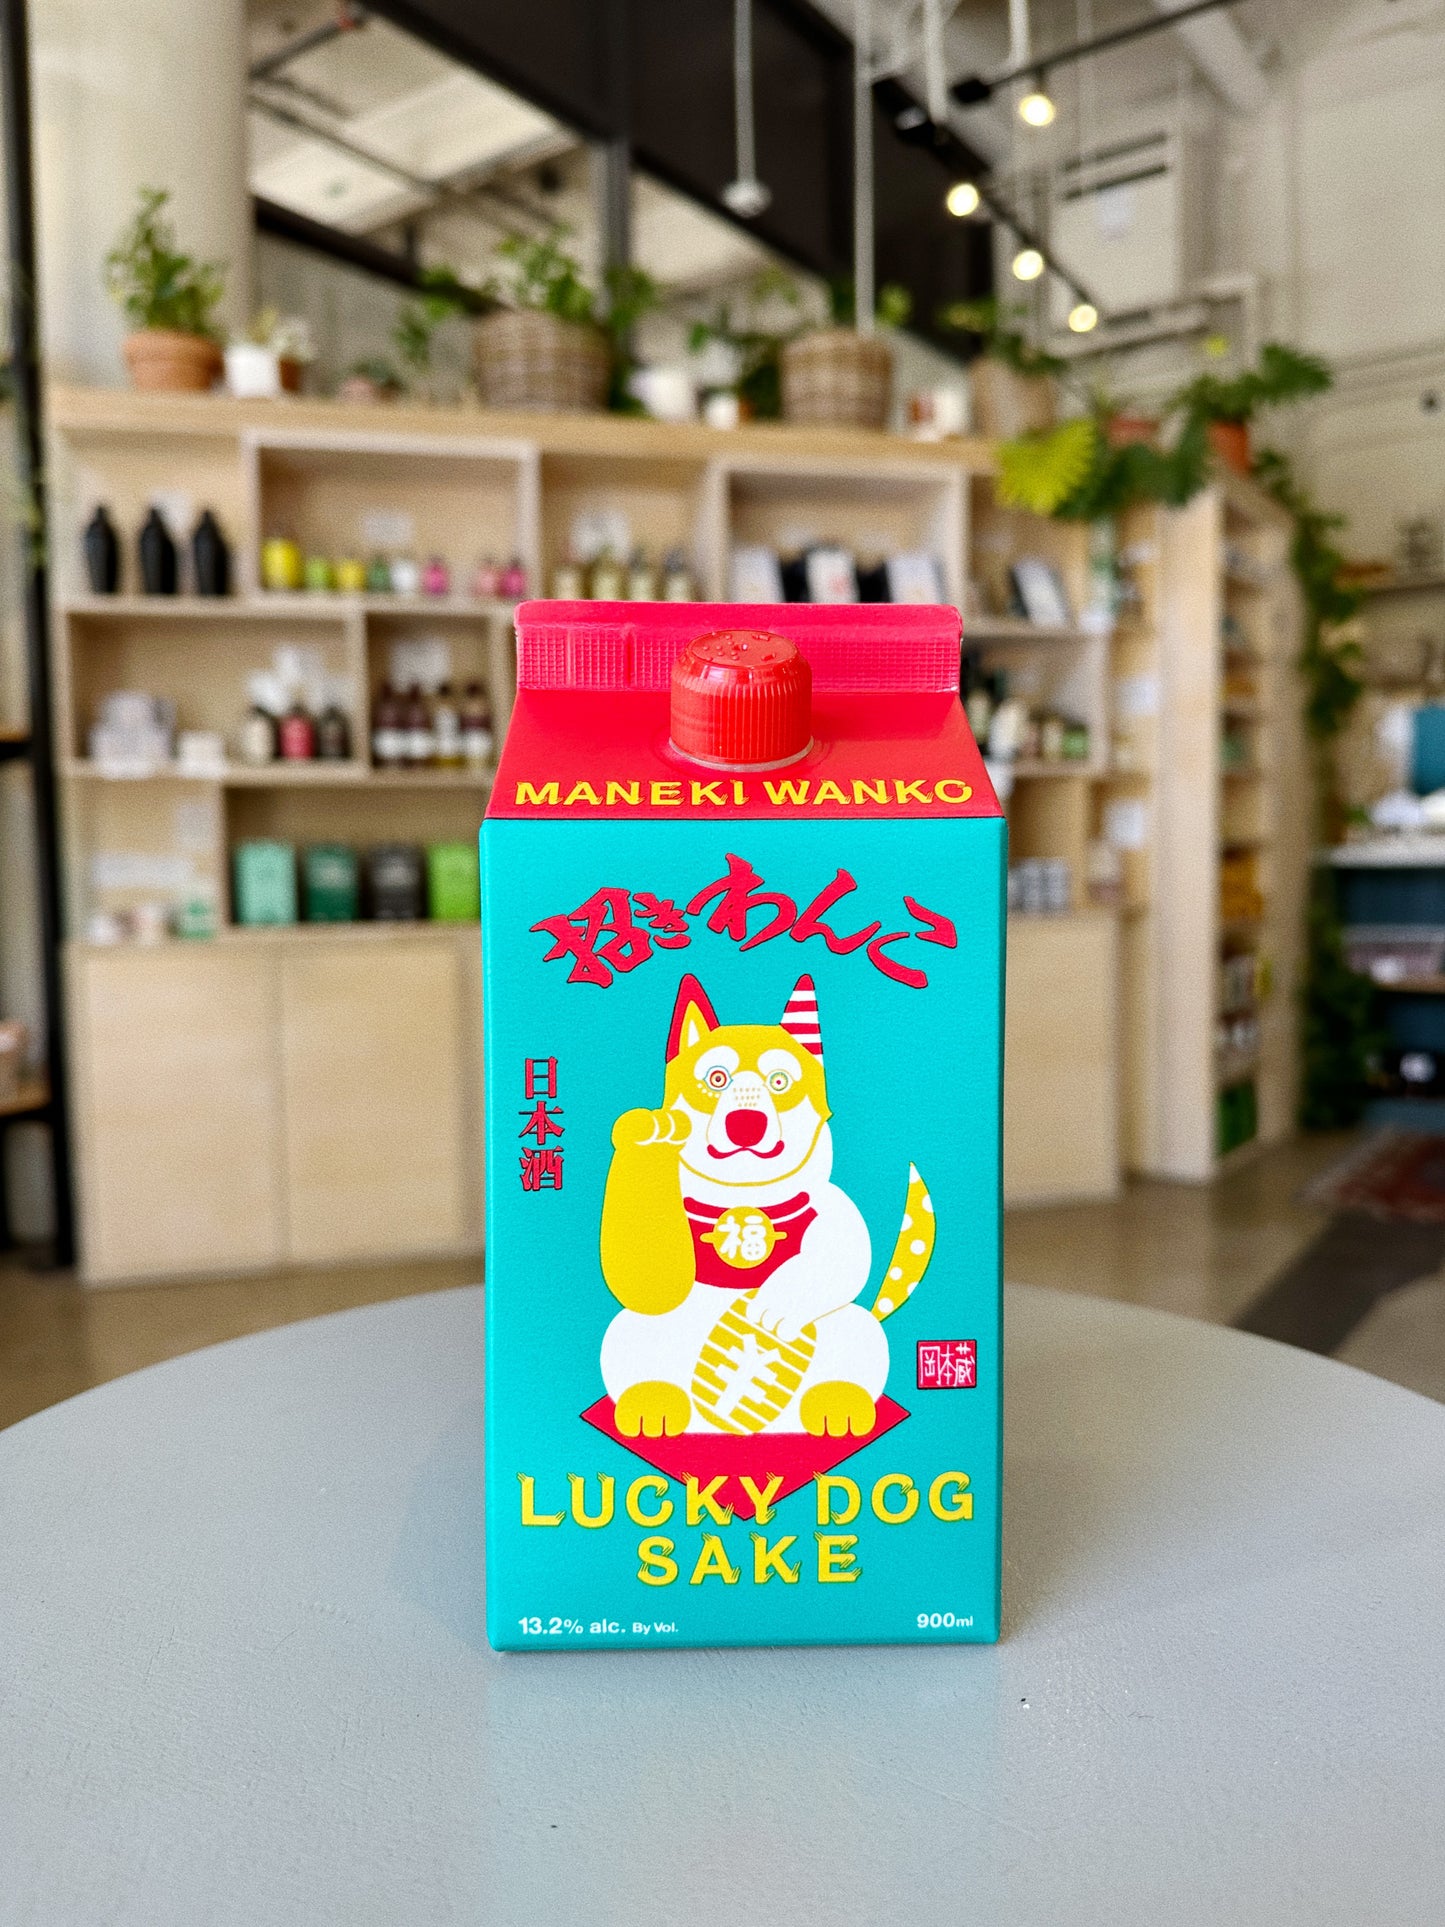 MANEKI WANKO
招きわんこ
日本酒
福
岡本蔵
LUCKY DOG
SAKE
13.2% alc. By Vol.
900ml